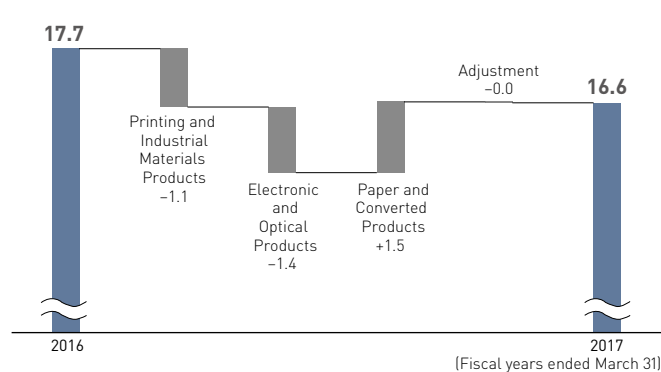 17.7
Printing and
Industrial
Materials
Products
−1.1
Electronic
and
Optical
Products
−1.4
Paper and
Converted
Products
+1.5
Adjustment
−0.0
16.6
2016
2017
(Fiscal years ended March 31)